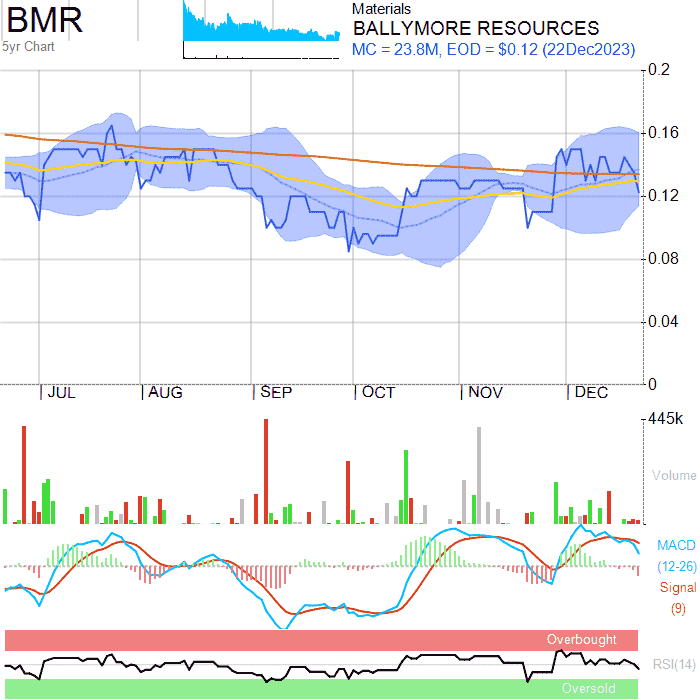 BMR
5yr Chart
Materials
BALLYMORE RESOURCES
MC = 23.8M, EOD = $0.12 (22Dec2023)
0.2
0.16
0.12
0.08
0.04
0
JUL AUG SEP OCT NOV DEC
445k
Volume
MACD
(12-26)
Signal
(9)
Overbought
RSI(14)
Oversold